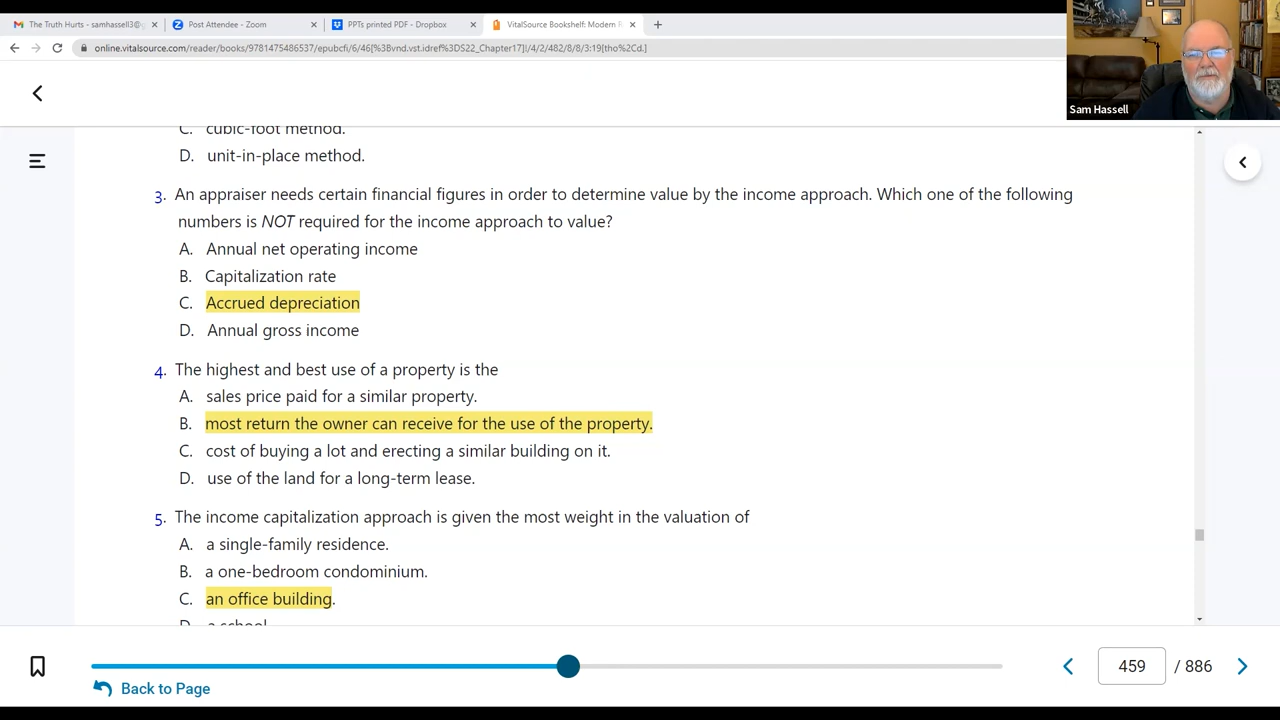 The Truth Hurts - samhassell3@g
Post Attendee - Zoom
PPTs printed PDF - Dropbox
VitalSource Bookshelf: Modern R
online.vitalsource.com/reader/books/9781475486537/epubcfi/6/46[%3Bvnd.vst.idref%3DS22_Chapter17]!/4/2/482/8/8/3:19[tho%2Cd.]
Sam Hassell
C. cubic-foot method.
D. unit-in-place method.
3. An appraiser needs certain financial figures in order to determine value by the income approach. Which one of the following
numbers is NOT required for the income approach to value?
A. Annual net operating income
B. Capitalization rate
C. Accrued depreciation
D. Annual gross income
4. The highest and best use of a property is the
A. sales price paid for a similar property.
B. most return the owner can receive for the use of the property.
C. cost of buying a lot and erecting a similar building on it.
D. use of the land for a long-term lease.
5. The income capitalization approach is given the most weight in the valuation of
A. a single-family residence.
B. a one-bedroom condominium.
C. an office building.
D. a school
459 / 886
Back to Page